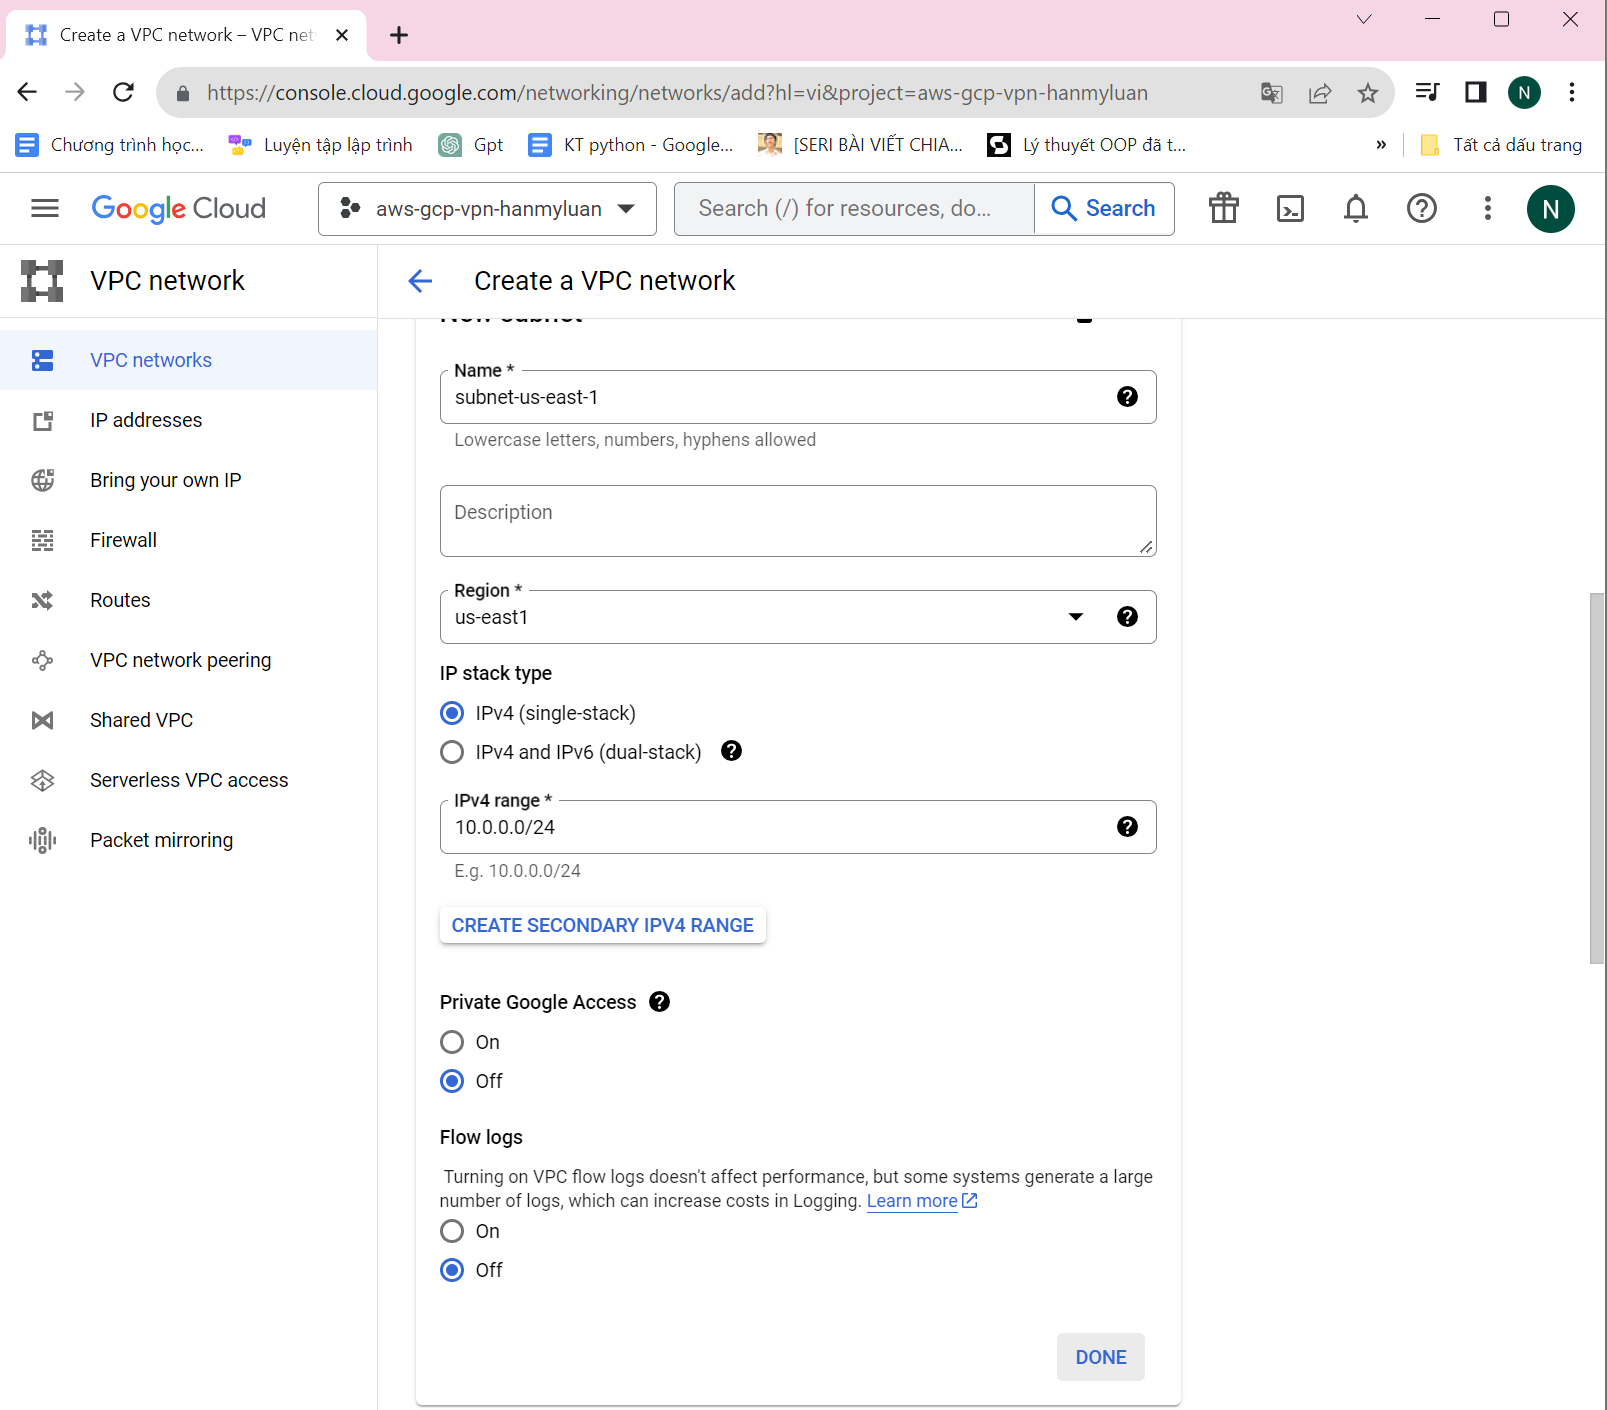 Create a VPC network – VPC net
https://console.cloud.google.com/networking/networks/add?hl=vi&project=aws-gcp-vpn-hanmyluan
N
Chương trình học...
Luyện tập lập trình
Gpt
KT python - Google...
[SERI BÀI VIẾT CHIA...
Lý thuyết OOP đã t...
»
Tất cả dấu trang
Google Cloud
aws-gcp-vpn-hanmyluan
Search (/) for resources, do...
Search
N
VPC network
Create a VPC network
VPC networks
IP addresses
Bring your own IP
Firewall
Routes
VPC network peering
Shared VPC
Serverless VPC access
Packet mirroring
New subnet
Name *
subnet-us-east-1
Lowercase letters, numbers, hyphens allowed
Description
Region *
us-east1
IP stack type
IPv4 (single-stack)
IPv4 and IPv6 (dual-stack)
IPv4 range *
10.0.0.0/24
E.g. 10.0.0.0/24
CREATE SECONDARY IPV4 RANGE
Private Google Access
On
Off
Flow logs
Turning on VPC flow logs doesn't affect performance, but some systems generate a large
number of logs, which can increase costs in Logging. Learn more
On
Off
DONE